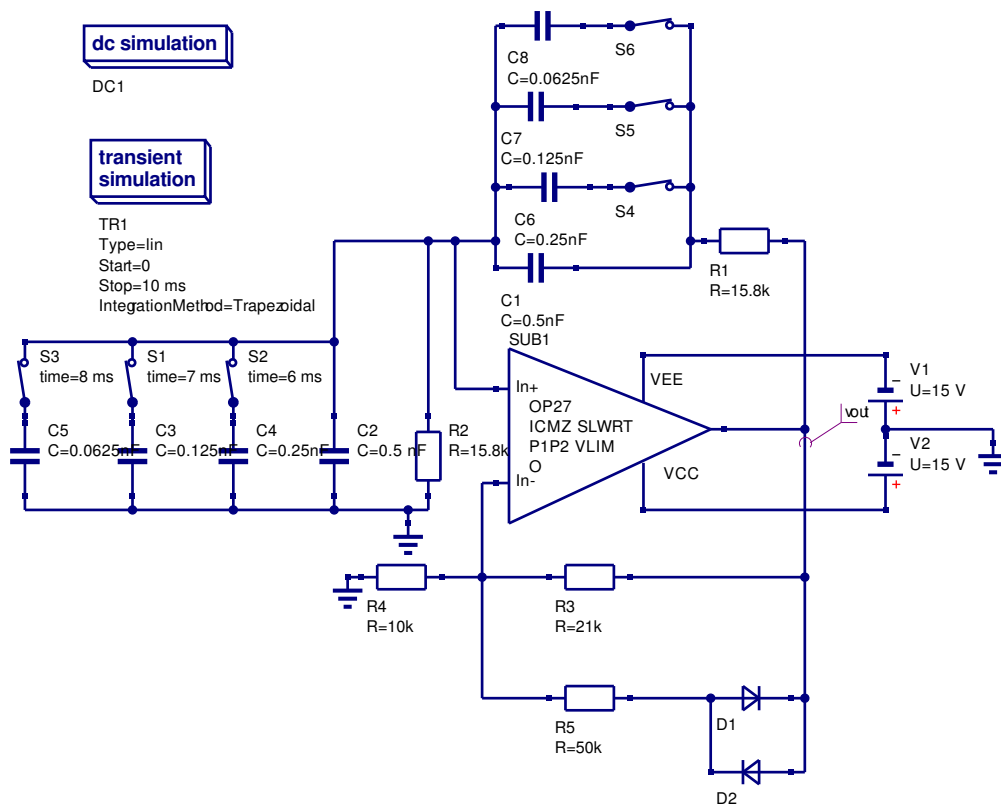 dc simulation
DC1
transient
simulation
TR1
Type=lin
Start=0
Stop=10 ms
IntegrationMethod=Trapezoidal
S6
C8
C=0.0625nF
S5
C7
C=0.125nF
S4
C6
C=0.25nF
R1
R=15.8k
C1
C=0.5nF
SUB1
S3
time=8 ms
S1
time=7 ms
S2
time=6 ms
C5
C=0.0625nF
C3
C=0.125nF
C4
C=0.25nF
C2
C=0.5 nF
R2
R=15.8k
In+
OP27
ICMZ SLWRT
P1P2 VLIM
O
In-
VEE
VCC
vout
V1
U=15 V
V2
U=15 V
R4
R=10k
R3
R=21k
R5
R=50k
D1
D2